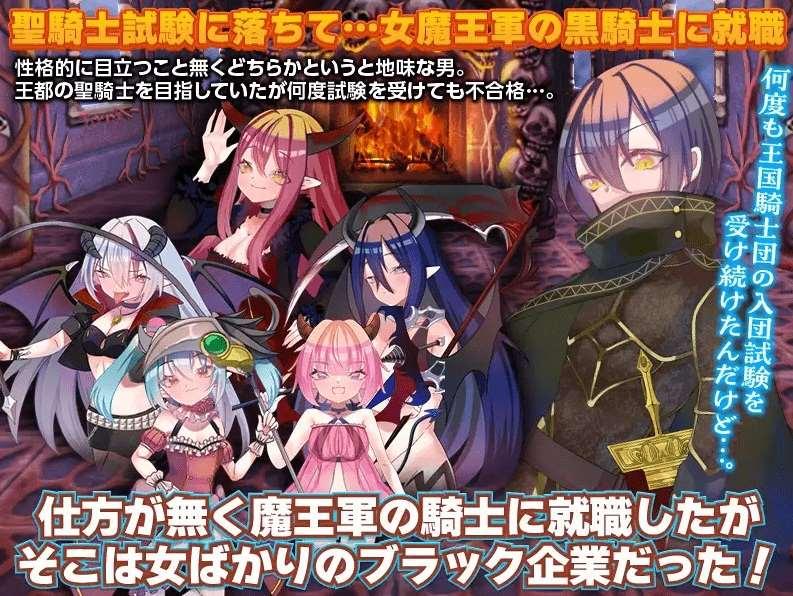 聖騎士試験に落ちて…女魔王軍の黒騎士に就職
性格的に目立つこと無くどちらかというと地味な男。
王都の聖騎士を目指していたが何度試験を受けても不合格…。
何度も王国騎士団の入団試験を
受け続けたんだけど…。
仕方が無く魔王軍の騎士に就職したが
そこは女ばかりのブラック企業だった！